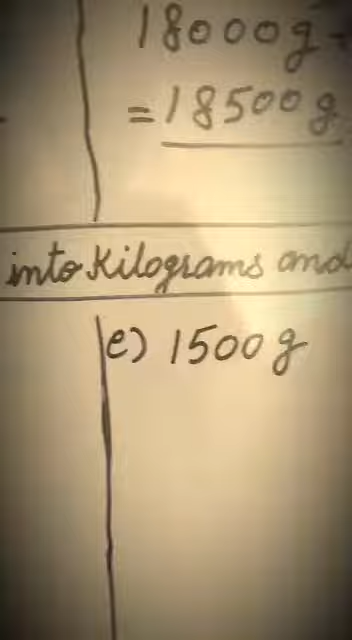 18000g +
= 18500g
into Kilograms and
e) 1500g